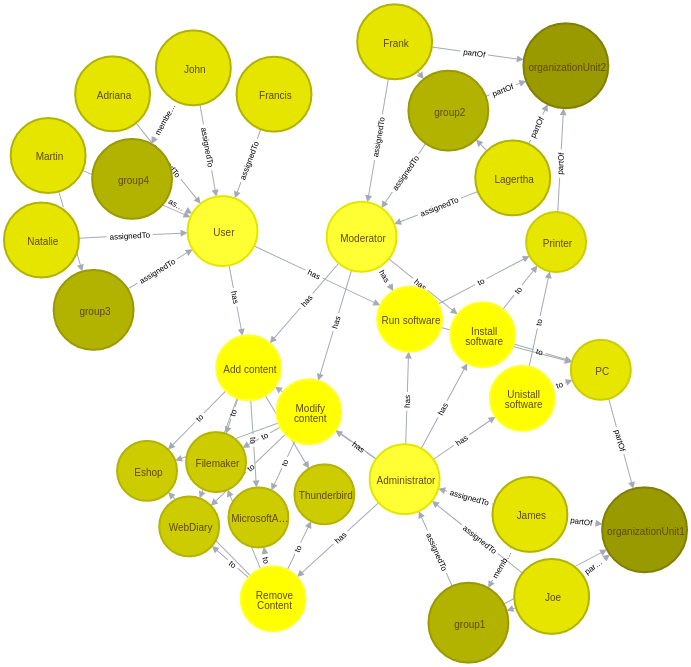 Frank
partOf
organizationUnit2
John
Adriana
Francis
partOf
membe...
group2
partOf
assignedTo
assignedTo
Martin
assignedTo
group4
assignedTo
Lagertha
partOf
as...
assignedTo
User
Moderator
Printer
Natalie
assignedTo
assignedTo
has
has
has
to
group3
has
has
has
to
Run software
Install
software
to
to
Add content
PC
to
Unistall
software
has
has
Modify
content
to
to
to
has
has
partOf
to
Eshop
Filemaker
to
to
Administrator
Thunderbird
assignedTo
WebDiary
MicrosoftA...
James
partOf
organizationUnit1
has
assignedTo
to
to
to
assignedTo
memb...
par...
Remove
Content
Joe
group1